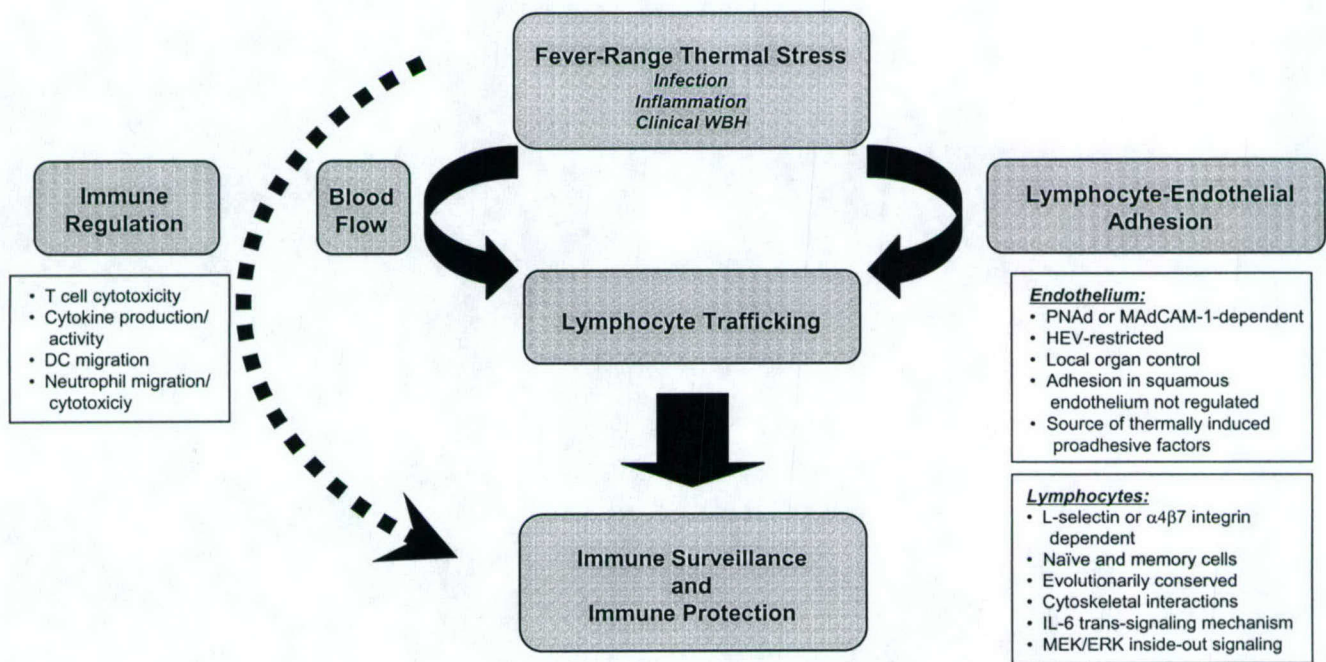 Fever-Range Thermal Stress
Infection
Inflammation
Clinical WBH
Immune
Regulation
Blood
Flow
Lymphocyte-Endothelial
Adhesion
• T cell cytotoxicity
• Cytokine production/
activity
• DC migration
• Neutrophil migration/
cytotoxiciy
Lymphocyte Trafficking
Endothelium:
• PNAd or MAdCAM-1-dependent
• HEV-restricted
• Local organ control
• Adhesion in squamous
endothelium not regulated
• Source of thermally induced
proadhesive factors
Immune Surveillance
and
Immune Protection
Lymphocytes:
• L-selectin or α4β7 integrin
dependent
• Naïve and memory cells
• Evolutionarily conserved
• Cytoskeletal interactions
• IL-6 trans-signaling mechanism
• MEK/ERK inside-out signaling